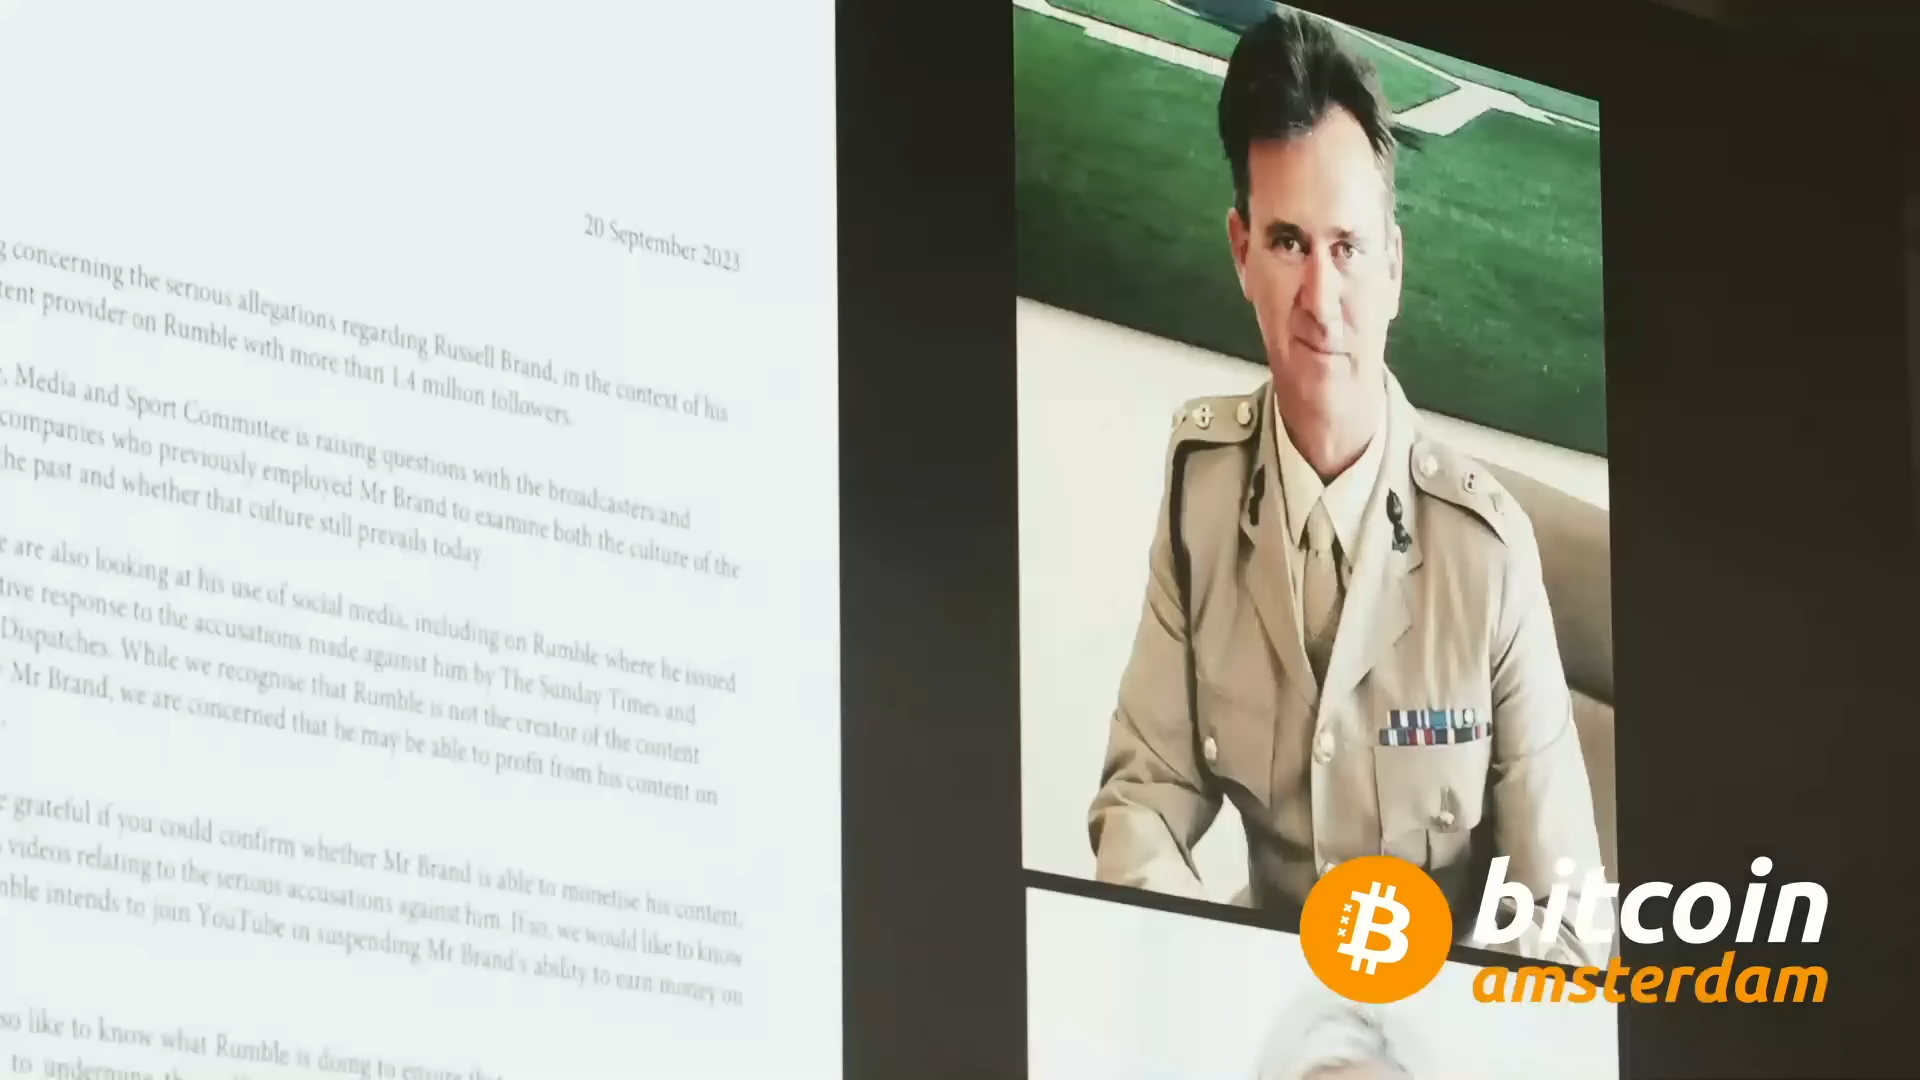 20 September 2023
concerning the serious allegations regarding Russell Brand, in the context of his
provider on Rumble with more than 1.4 million followers.
, Media and Sport Committee is raising questions with the broadcasters and
companies who previously employed Mr Brand to examine both the culture of the
the past and whether that culture still prevails today
are also looking at his use of social media, including on Rumble where he issued
response to the accusations made against him by The Sunday Times and
Dispatches. While we recognise that Rumble is not the creator of the content
Mr Brand, we are concerned that he may be able to profit from his content on
grateful if you could confirm whether Mr Brand is able to monetise his content,
videos relating to the serious accusations against him. If so, we would like to know
intends to join YouTube in suspending Mr Brand's ability to earn money on
so like to know what Rumble is doing to ensure that
to undermine
bitcoin
amsterdam